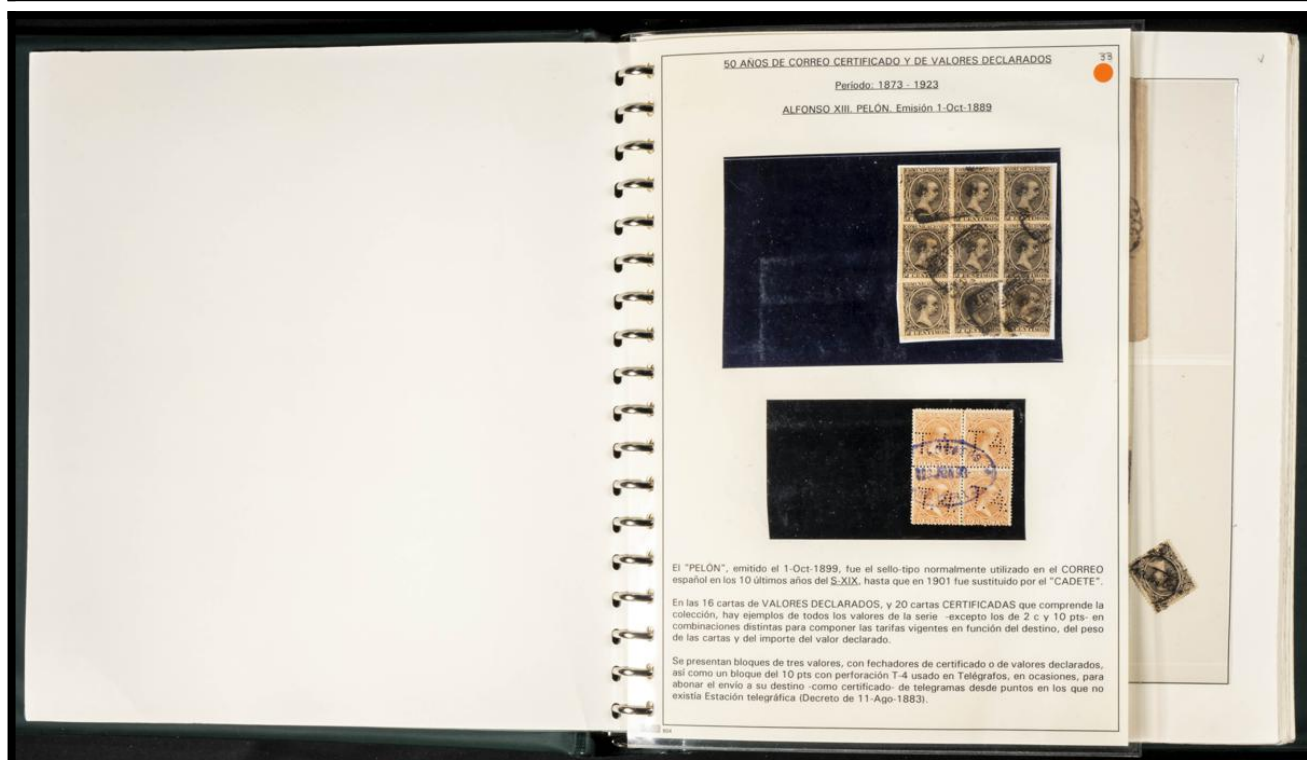 50 AÑOS DE CORREO CERTIFICADO Y DE VALORES DECLARADOS
33
Período: 1873 - 1923
ALFONSO XIII. PELÓN. Emisión 1-Oct-1889
CENTIMOS
T 4 T 4
T 4 T 4
El "PELÓN", emitido el 1-Oct-1899, fue el sello-tipo normalmente utilizado en el CORREO
español en los 10 últimos años del S-XIX, hasta que en 1901 fue sustituido por el "CADETE".
En las 16 cartas de VALORES DECLARADOS, y 20 cartas CERTIFICADAS que comprende la
colección, hay ejemplos de todos los valores de la serie -excepto los de 2 c y 10 pts- en
combinaciones distintas para componer las tarifas vigentes en función del destino, del peso
de las cartas y del importe del valor declarado.
Se presentan bloques de tres valores, con fechadores de certificado o de valores declarados,
así como un bloque del 10 pts con perforación T-4 usado en Telégrafos, en ocasiones, para
abonar el envío a su destino -como certificado- de telegramas desde puntos en los que no
existía Estación telegráfica (Decreto de 11-Ago-1883).